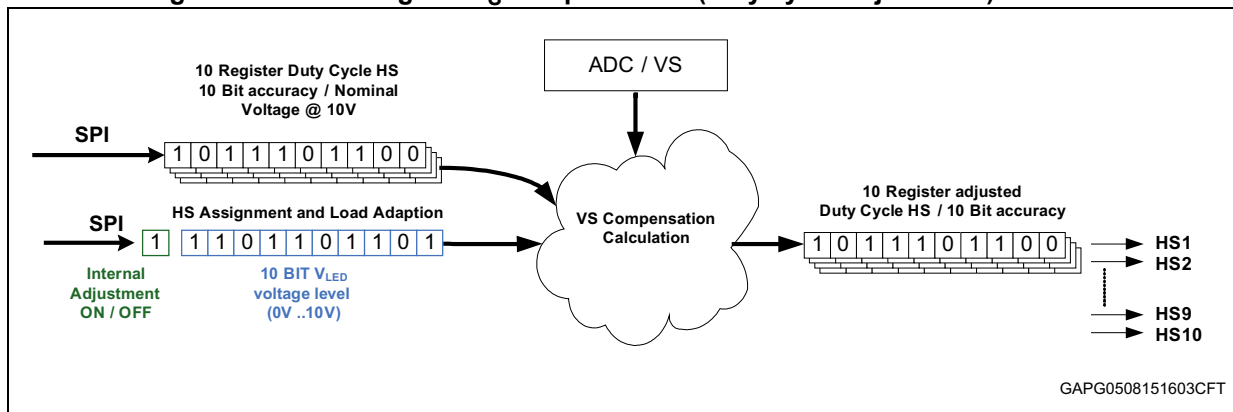 ADC / VS
10 Register Duty Cycle HS
10 Bit accuracy / Nominal
Voltage @ 10V
SPI
1 0 1 1 1 0 1 1 0 0
HS Assignment and Load Adaption
SPI
1 1 1 0 1 1 0 1 1 0 1
Internal
Adjustment
ON / OFF
10 BIT VLED
voltage level
(0V ..10V)
VS Compensation
Calculation
10 Register adjusted
Duty Cycle HS / 10 Bit accuracy
1 0 1 1 1 0 1 1 0 0
HS1
HS2
HS9
HS10
GAPG0508151603CFT